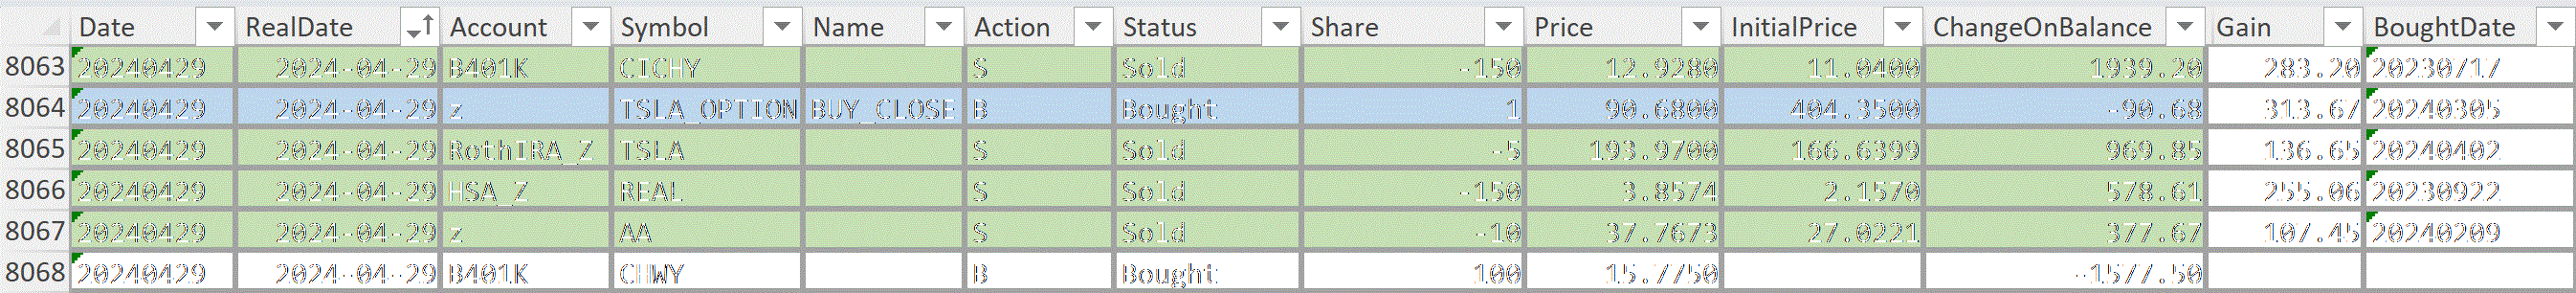 Date RealDate Account Symbol Name Action Status Share Price InitialPrice ChangeOnBalance Gain BoughtDate
8063 20240429 2024-04-29 B401K CICHY S Sold -150 12.9280 11.0400 1939.20 283.20 20230717
8064 20240429 2024-04-29 z TSLA_OPTION BUY_CLOSE B Bought 1 90.6800 404.3500 -90.68 313.67 20240305
8065 20240429 2024-04-29 RothIRA_Z TSLA S Sold -5 193.9700 166.6399 969.85 136.65 20240402
8066 20240429 2024-04-29 HSA_Z REAL S Sold -150 3.8574 2.1570 578.61 255.06 20230922
8067 20240429 2024-04-29 z AA S Sold -10 37.7673 27.0221 377.67 107.45 20240209
8068 20240429 2024-04-29 B401K CHWY B Bought 100 15.7750 -1577.50